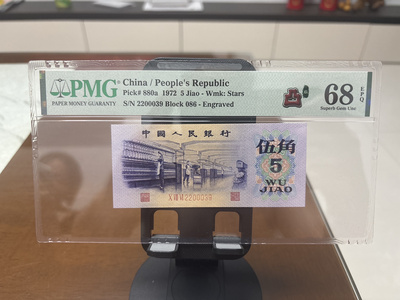 PMG
PAPER MONEY GUARANTY
China / People's Republic
Pick# 880a 1972 5 Jiao - Wmk: Stars
S/N 2200039 Block 086 - Engraved
68 EPQ
Superb Gem Unc
中国人民银行
伍角
5
WU
JIAO
2200039